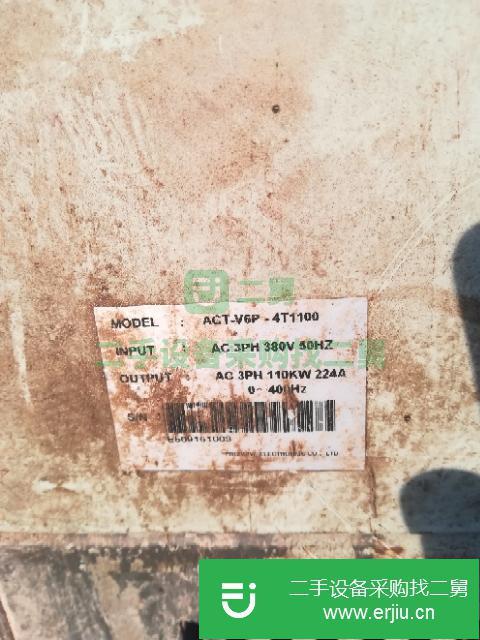 二舅
MODEL : ACT-V6P - 4T1100
二手设备采购找二舅
INPUT : AC 3PH 380V 50HZ
OUTPUT : AC 3PH 110KW 224A
0~ 400Hz
S/N
ELECTRONIC CO., LTD
二手设备采购找二舅
www.erjiu.cn